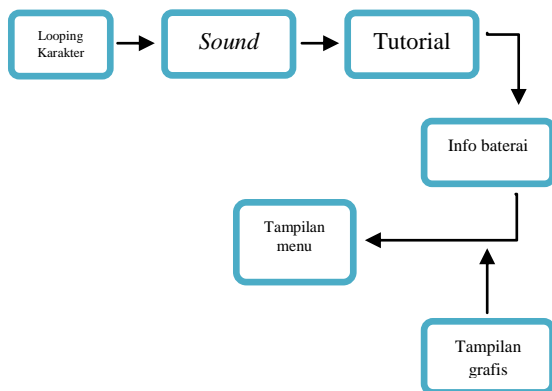 Looping
Karakter
Sound
Tutorial
Info baterai
Tampilan
menu
Tampilan
grafis